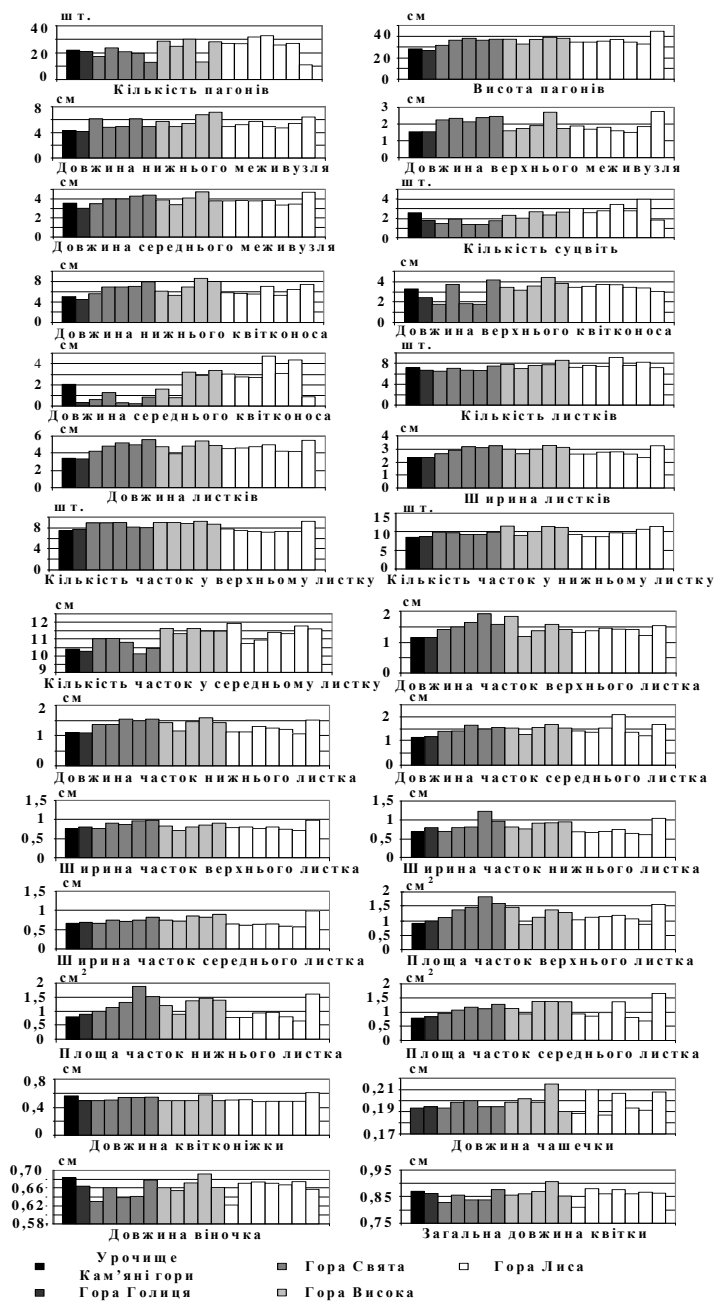 шт.
40
20
0
Кількість пагонів
см
40
20
0
Висота пагонів
см
8
4
0
Довжина нижнього меживузля
см
3
2
1
0
Довжина верхнього меживузля
см
6
4
2
0
Довжина середнього меживузля
шт.
6
4
2
0
Кількість суцвіть
см
8
4
0
Довжина нижнього квітконоса
см
4
2
0
Довжина верхнього квітконоса
см
4
2
0
Довжина середнього квітконоса
шт.
8
4
0
Кількість листків
см
6
4
2
0
Довжина листків
см
4
3
2
1
0
Ширина листків
шт.
8
4
0
Кількість часток у верхньому листку
шт.
15
10
5
0
Кількість часток у нижньому листку
см
12
11
10
9
Кількість часток у середньому листку
см
2
1
0
Довжина часток верхнього листка
см
2
1
0
Довжина часток нижнього листка
см
2
1
0
Довжина часток середнього листка
см
1,5
1
0,5
0
Ширина часток верхнього листка
см
1,5
1
0,5
0
Ширина часток нижнього листка
см
1,5
1
0,5
0
Ширина часток середнього листка
см²
2
1,5
1
0,5
0
Площа часток верхнього листка
см²
2
1,5
1
0,5
0
Площа часток нижнього листка
см²
2
1,5
1
0,5
0
Площа часток середнього листка
см
0,8
0,4
0
Довжина квітконіжки
см
0,21
0,19
0,17
Довжина чашечки
см
0,70
0,66
0,62
0,58
Довжина віночка
см
0,95
0,85
0,75
Загальна довжина квітки
Урочище
Кам’яні гори
Гора Свята
Гора Лиса
Гора Голиця
Гора Висока